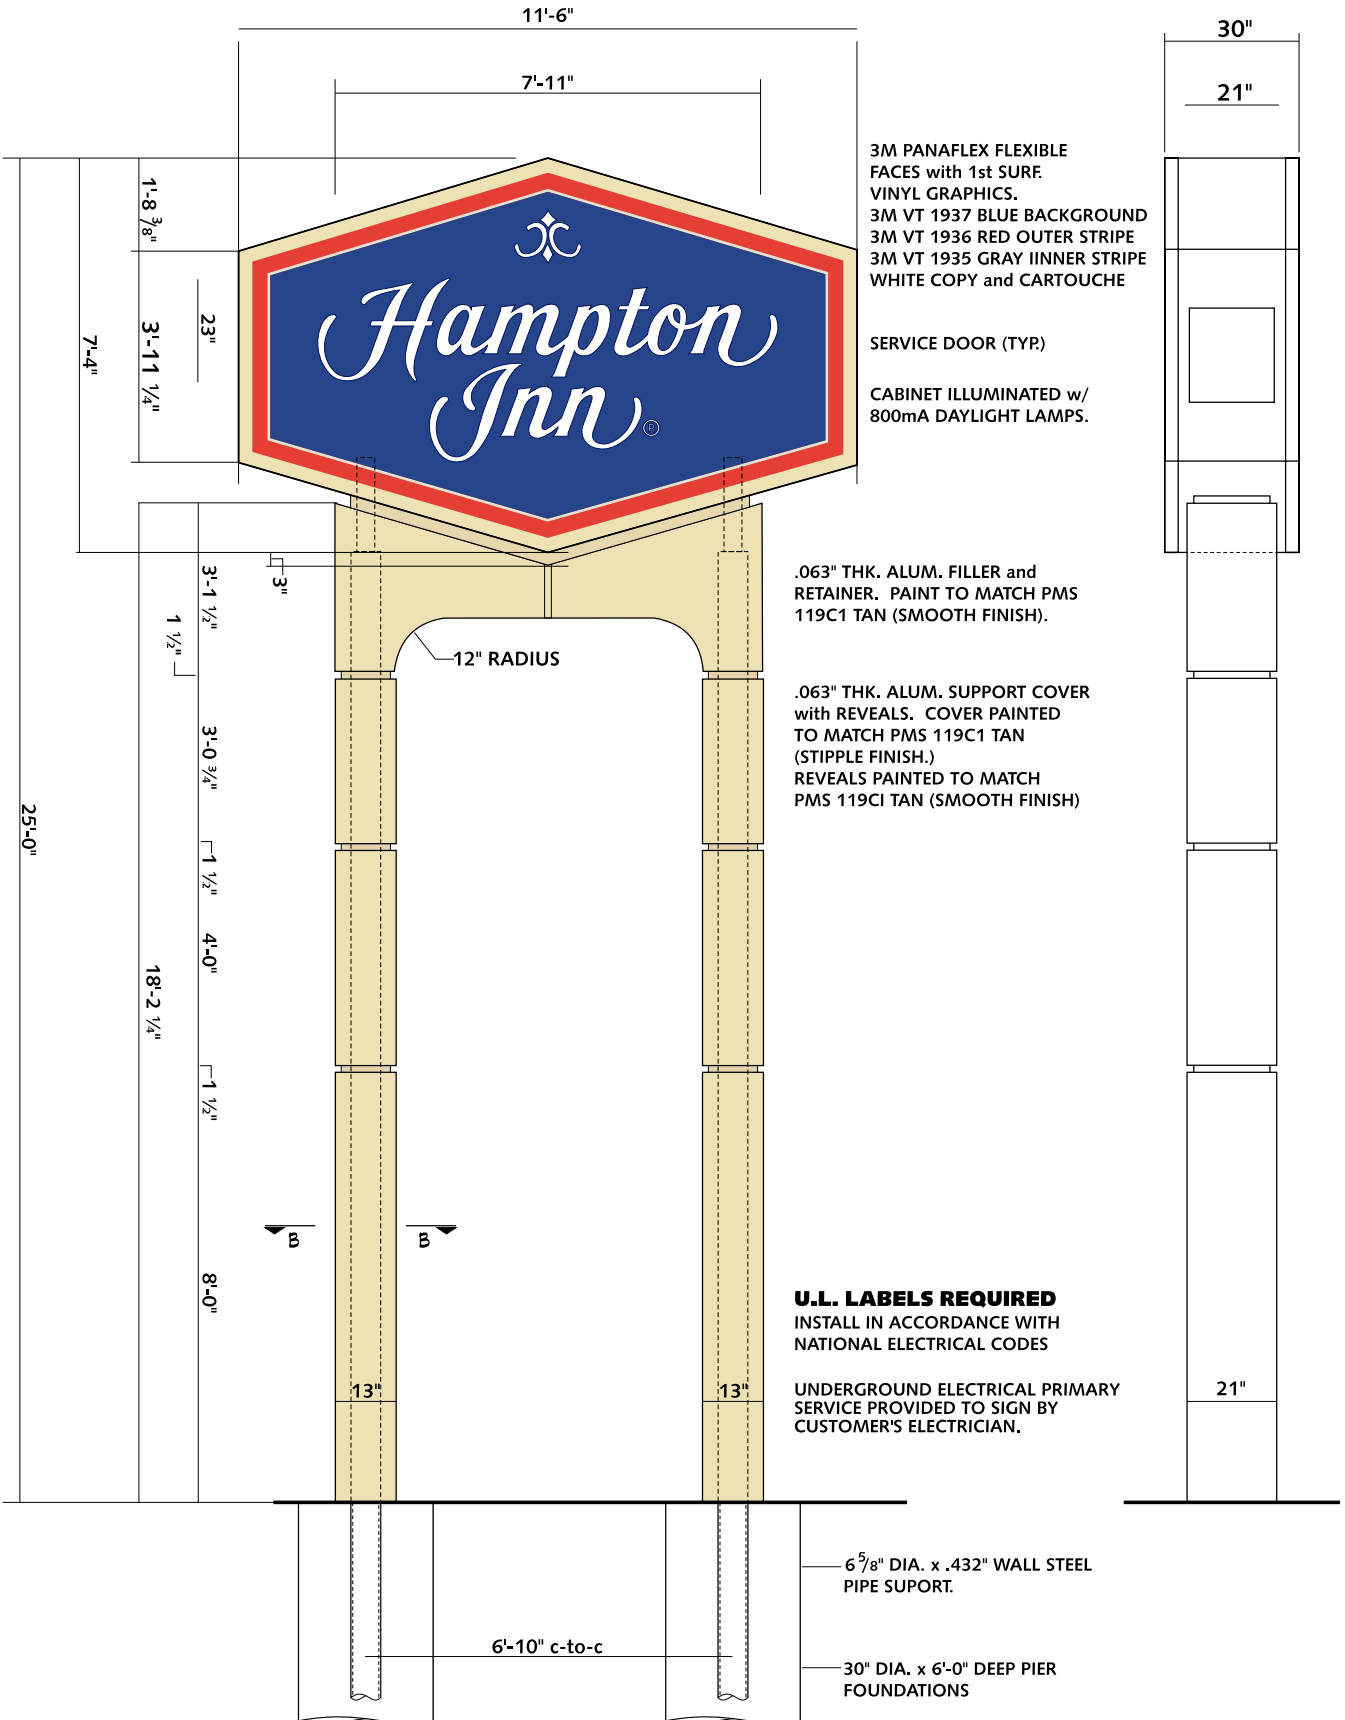 11'-6"
7'-11"
30"
21"
3M PANAFLEX FLEXIBLE
FACES with 1st SURF.
VINYL GRAPHICS.
3M VT 1937 BLUE BACKGROUND
3M VT 1936 RED OUTER STRIPE
3M VT 1935 GRAY IINNER STRIPE
WHITE COPY and CARTOUCHE
SERVICE DOOR (TYP.)
CABINET ILLUMINATED w/
800mA DAYLIGHT LAMPS.
1'-8 3/8"
23"
3'-11 1/4"
7'-4"
Hampton
Inn®
3"
3'-1 1/2"
1 1/2"
12" RADIUS
.063" THK. ALUM. FILLER and
RETAINER. PAINT TO MATCH PMS
119C1 TAN (SMOOTH FINISH).
.063" THK. ALUM. SUPPORT COVER
with REVEALS. COVER PAINTED
TO MATCH PMS 119C1 TAN
(STIPPLE FINISH.)
REVEALS PAINTED TO MATCH
PMS 119CI TAN (SMOOTH FINISH)
3'-0 3/4"
25'-0"
1 1/2"
4'-0"
18'-2 1/4"
1 1/2"
B
B
8'-0"
U.L. LABELS REQUIRED
INSTALL IN ACCORDANCE WITH
NATIONAL ELECTRICAL CODES
UNDERGROUND ELECTRICAL PRIMARY
SERVICE PROVIDED TO SIGN BY
CUSTOMER'S ELECTRICIAN.
13"
13"
21"
6 5/8" DIA. x .432" WALL STEEL
PIPE SUPORT.
6'-10" c-to-c
30" DIA. x 6'-0" DEEP PIER
FOUNDATIONS